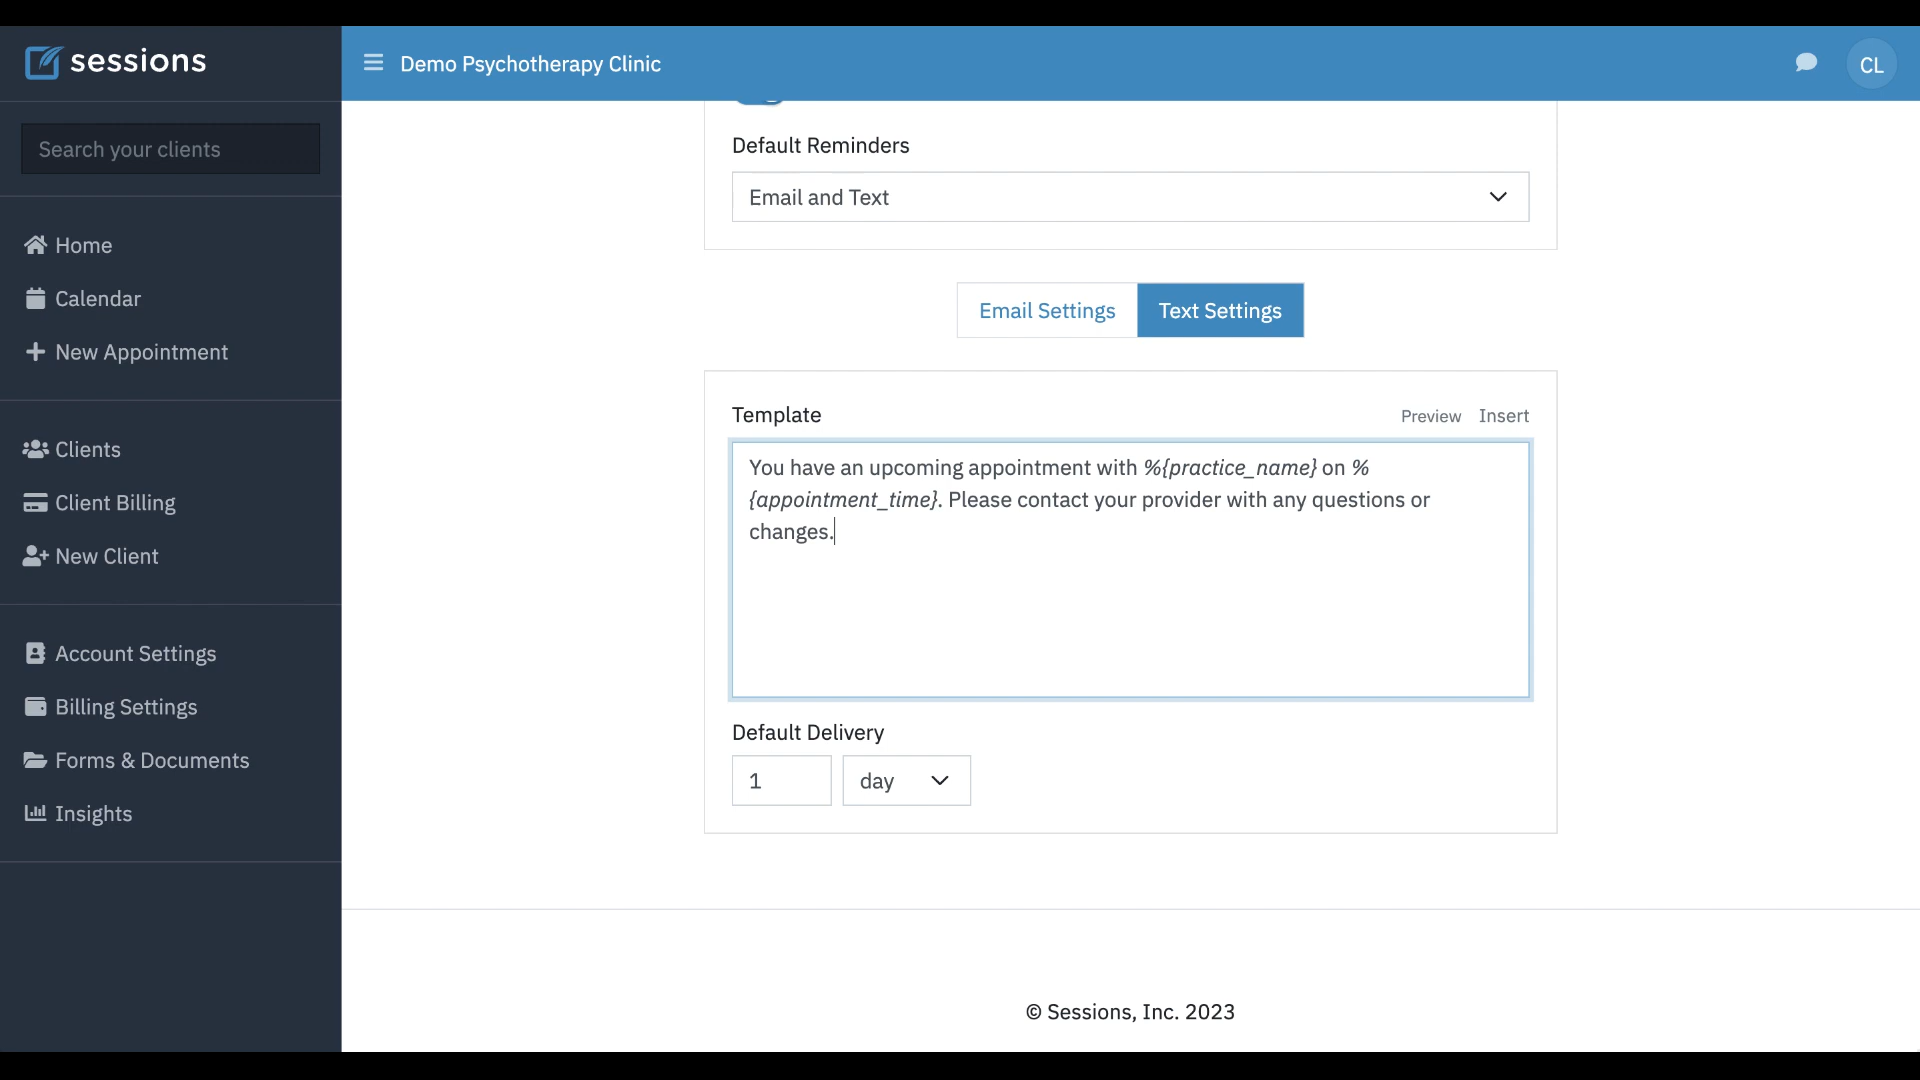 sessions
Demo Psychotherapy Clinic
CL
Search your clients
Home
Calendar
New Appointment
Clients
Client Billing
New Client
Account Settings
Billing Settings
Forms & Documents
Insights
Default Reminders
Email and Text
Email Settings
Text Settings
Template
Preview
Insert
You have an upcoming appointment with %{practice_name} on %
{appointment_time}. Please contact your provider with any questions or
changes.
Default Delivery
1
day
© Sessions, Inc. 2023